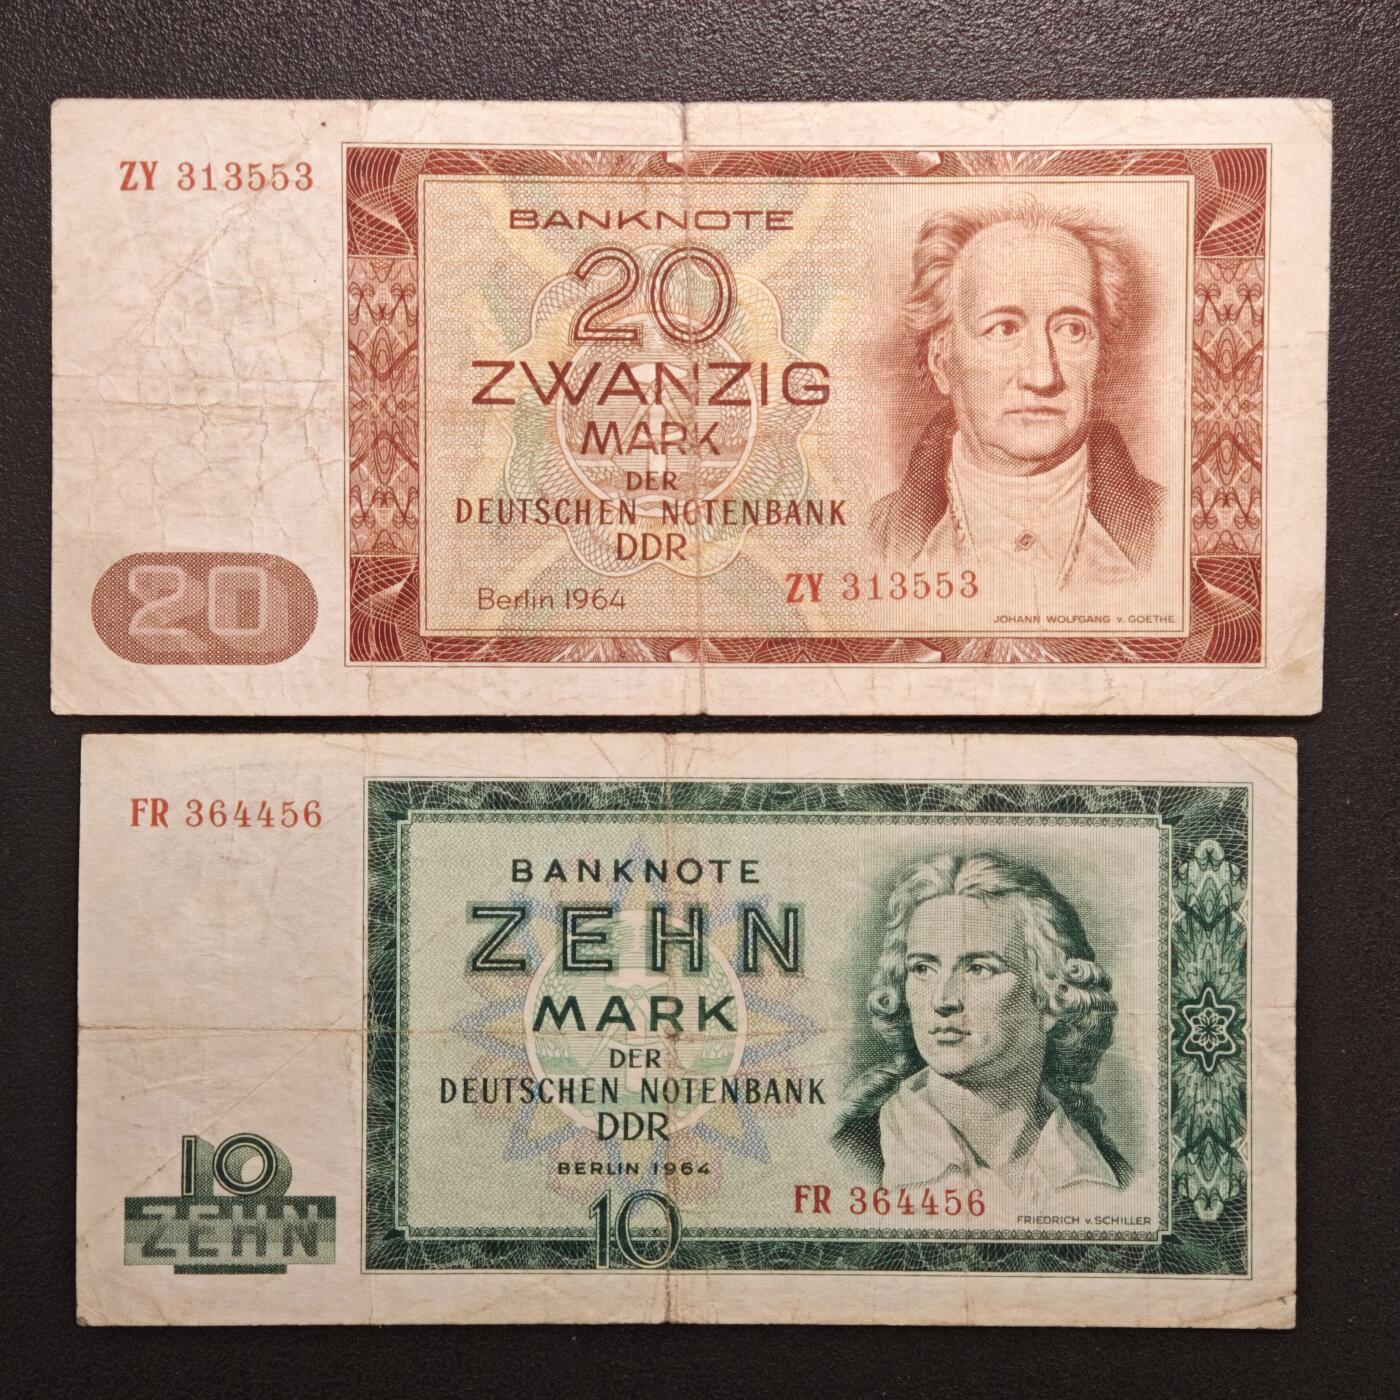 ZY 313553
BANKNOTE
20
ZWANZIG
MARK
DER
DEUTSCHEN NOTENBANK
DDR
Berlin 1964
ZY 313553
JOHANN WOLFGANG v. GOETHE
20
FR 364456
BANKNOTE
ZEHN
MARK
DER
DEUTSCHEN NOTENBANK
DDR
BERLIN 1964
10
FR 364456
FRIEDRICH v. SCHILLER
10
ZEHN